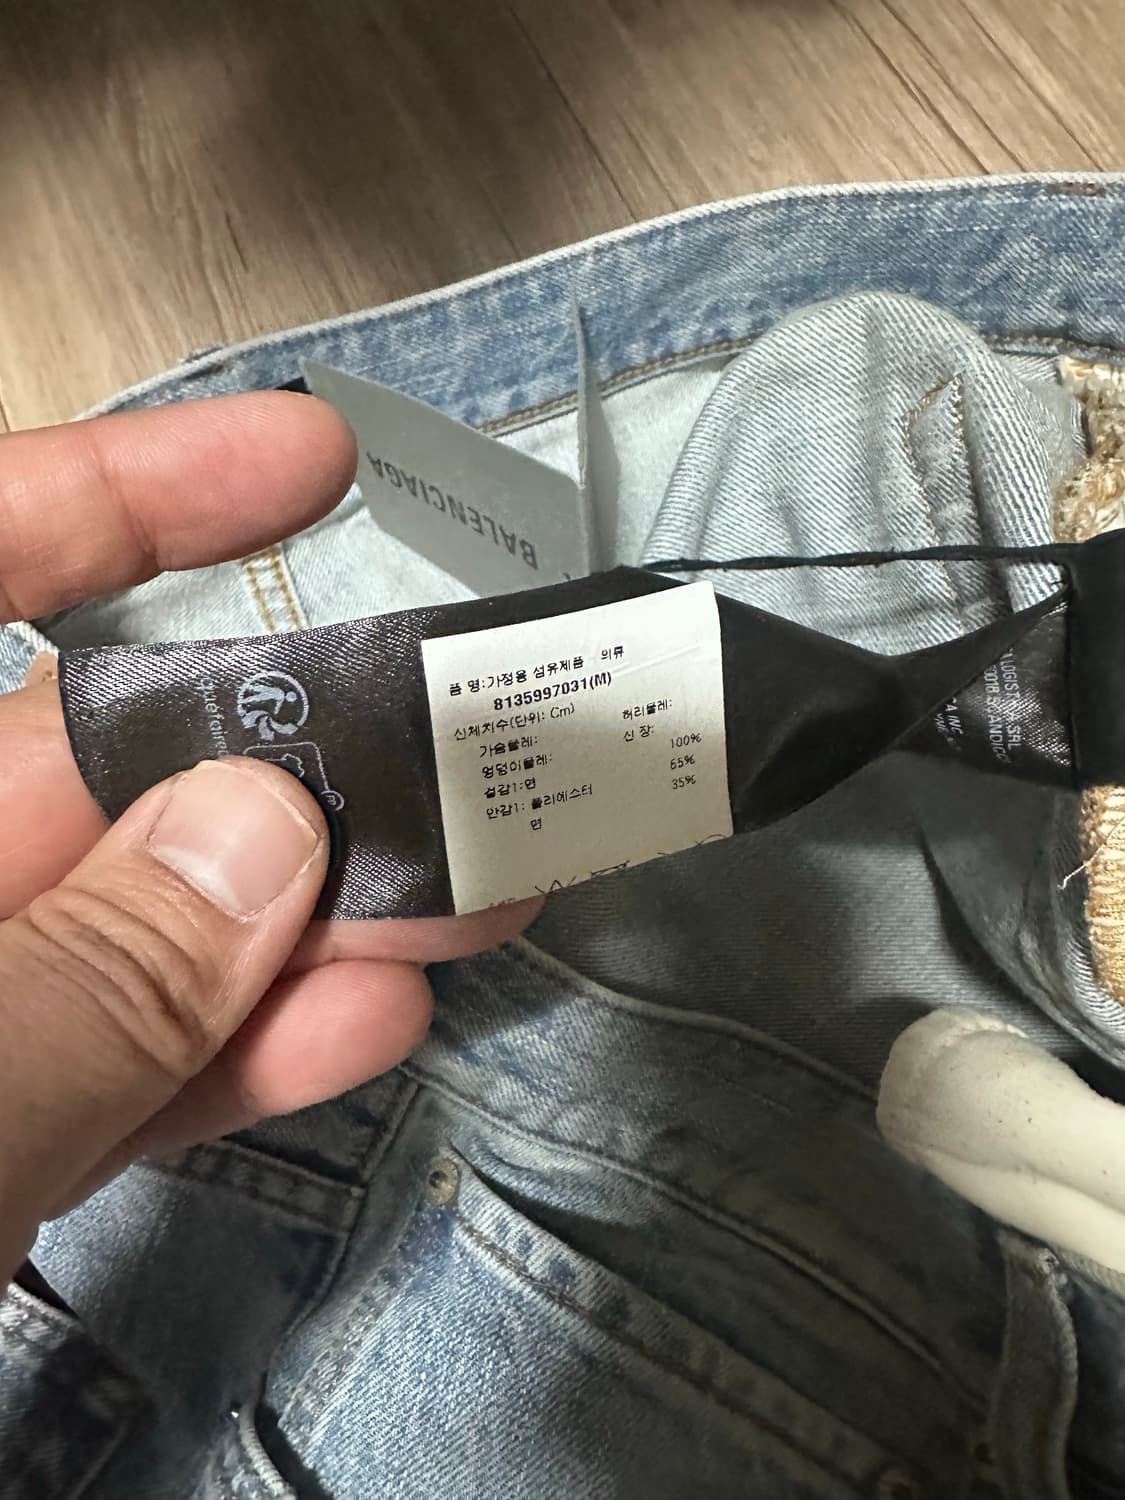 BALENCIAGA
품 명:가정용 섬유제품 의류
8135997031(M)
신체치수(단위: Cm)
가슴둘레: 허리둘레:
엉덩이둘레: 신 장:
겉감1:면 100%
안감1: 폴리에스터 65%
면 35%